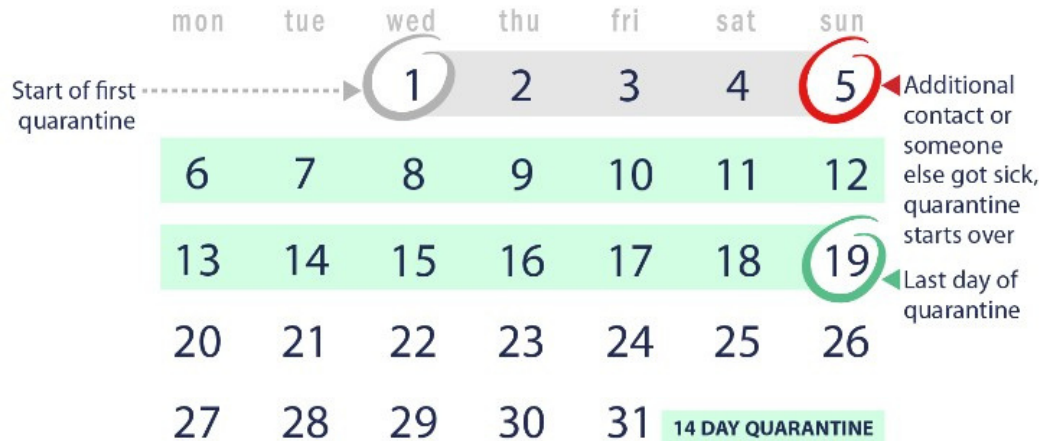 mon tue wed thu fri sat sun
Start of first
quarantine
1 2 3 4 5
Additional
contact or
someone
else got sick,
quarantine
starts over
6 7 8 9 10 11 12
13 14 15 16 17 18 19
Last day of
quarantine
20 21 22 23 24 25 26
27 28 29 30 31
14 DAY QUARANTINE